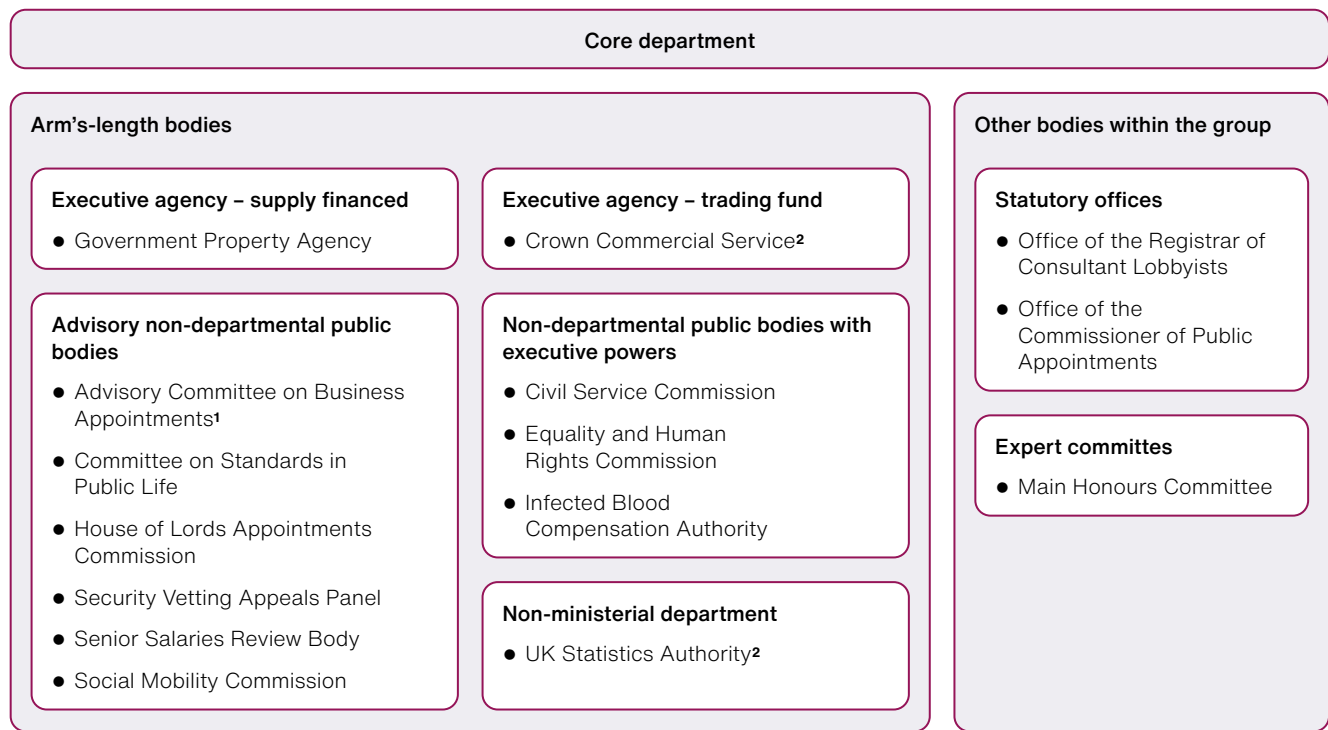 Core department
Arm’s-length bodies
Executive agency – supply financed
● Government Property Agency
Executive agency – trading fund
● Crown Commercial Service²
Advisory non-departmental public
bodies
● Advisory Committee on Business
Appointments¹
● Committee on Standards in
Public Life
● House of Lords Appointments
Commission
● Security Vetting Appeals Panel
● Senior Salaries Review Body
● Social Mobility Commission
Non-departmental public bodies with
executive powers
● Civil Service Commission
● Equality and Human
Rights Commission
● Infected Blood
Compensation Authority
Non-ministerial department
● UK Statistics Authority²
Other bodies within the group
Statutory offices
● Office of the Registrar of
Consultant Lobbyists
● Office of the
Commissioner of Public
Appointments
Expert committes
● Main Honours Committee